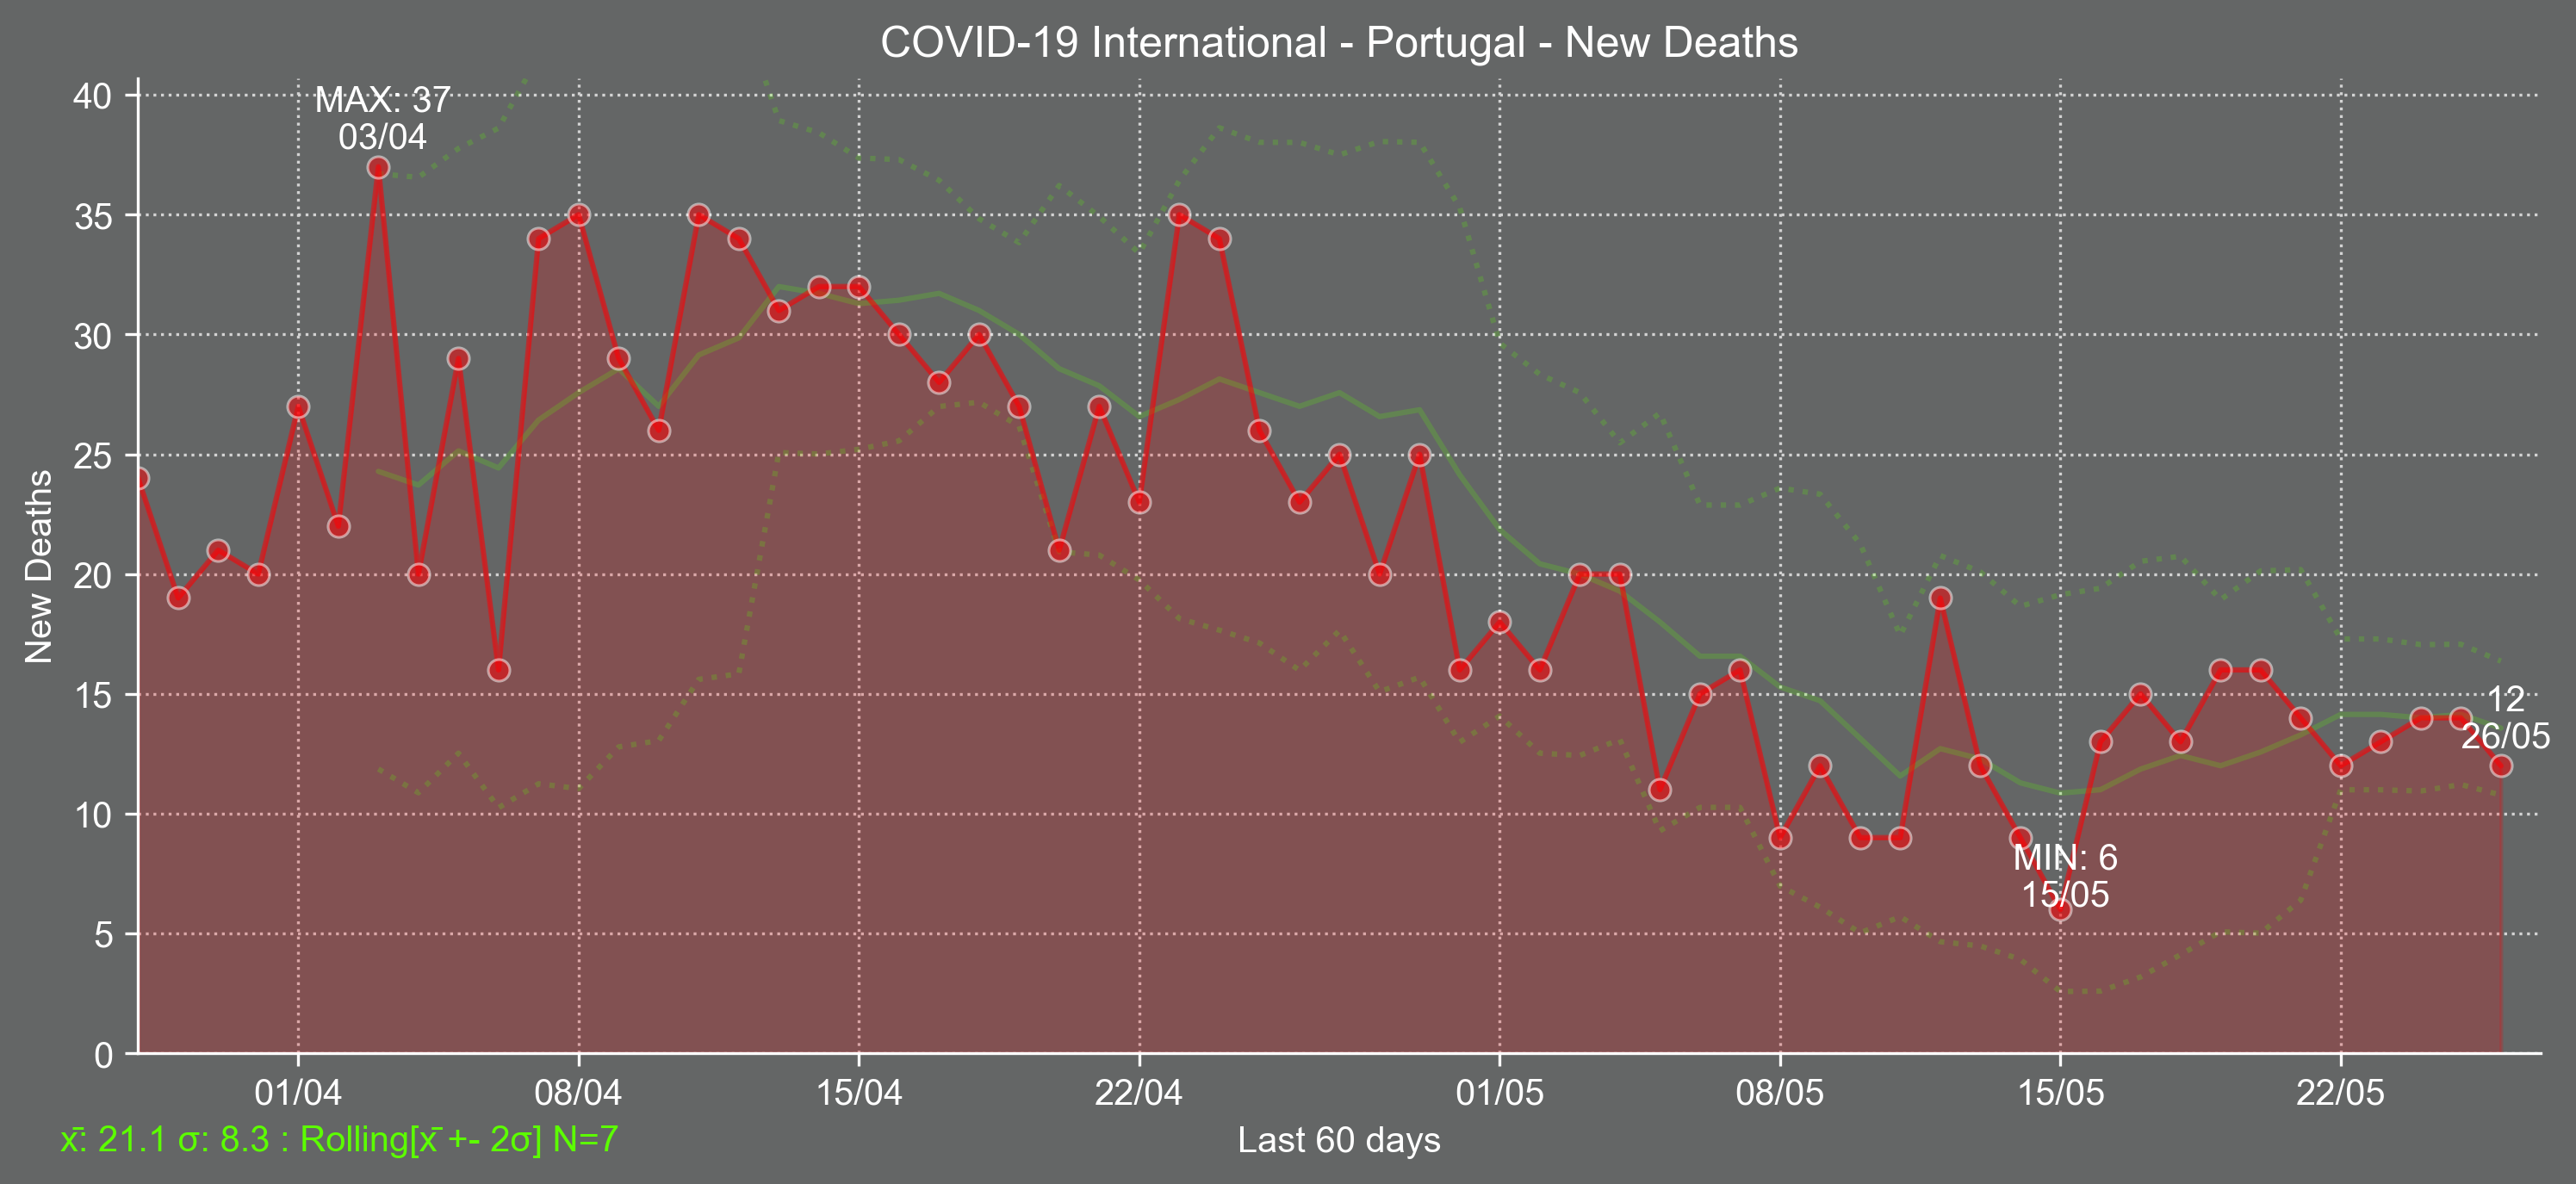 COVID-19 International - Portugal - New Deaths
New Deaths
40
35
30
25
20
15
10
5
0
MAX: 37
03/04
MIN: 6
15/05
12
26/05
01/04 08/04 15/04 22/04 01/05 08/05 15/05 22/05
x̄: 21.1 σ: 8.3 : Rolling[x̄ +- 2σ] N=7
Last 60 days